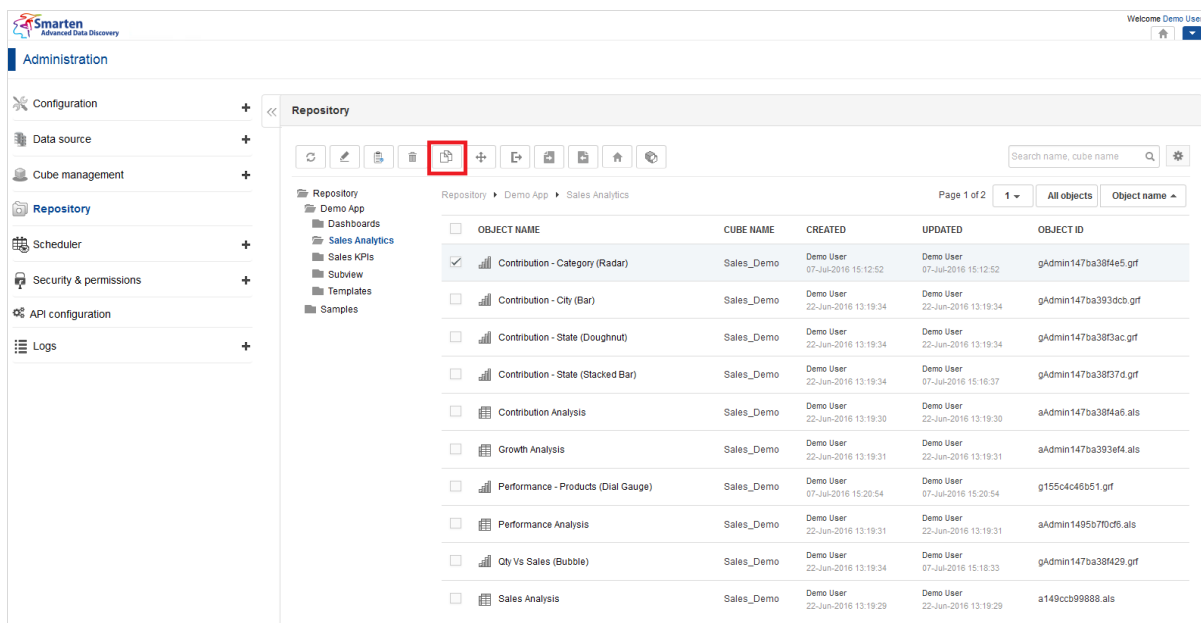 Smarten
Advanced Data Discovery
Welcome Demo User
Administration
Configuration
Data source
Cube management
Repository
Scheduler
Security & permissions
API configuration
Logs
Repository
Search name, cube name
Repository
Demo App
Dashboards
Sales Analytics
Sales KPIs
Subview
Templates
Samples
Repository Demo App Sales Analytics
Page 1 of 2 1 All objects Object name
OBJECT NAME CUBE NAME CREATED UPDATED OBJECT ID
Contribution - Category (Radar) Sales_Demo Demo User Demo User gAdmin147ba38f4e5.grf
07-Jul-2016 15:12:52 07-Jul-2016 15:12:52
Contribution - City (Bar) Sales_Demo Demo User Demo User gAdmin147ba393dcb.grf
22-Jun-2016 13:19:34 22-Jun-2016 13:19:34
Contribution - State (Doughnut) Sales_Demo Demo User Demo User gAdmin147ba38f3ac.grf
22-Jun-2016 13:19:34 22-Jun-2016 13:19:34
Contribution - State (Stacked Bar) Sales_Demo Demo User Demo User gAdmin147ba38f37d.grf
22-Jun-2016 13:19:34 07-Jul-2016 15:16:37
Contribution Analysis Sales_Demo Demo User Demo User aAdmin147ba38f4a6.als
22-Jun-2016 13:19:30 22-Jun-2016 13:19:30
Growth Analysis Sales_Demo Demo User Demo User aAdmin147ba393ef4.als
22-Jun-2016 13:19:31 22-Jun-2016 13:19:31
Performance - Products (Dial Gauge) Sales_Demo Demo User Demo User g155c4c46b51.grf
07-Jul-2016 15:20:54 07-Jul-2016 15:20:54
Performance Analysis Sales_Demo Demo User Demo User aAdmin1495b7f0cf6.als
22-Jun-2016 13:19:31 22-Jun-2016 13:19:31
Qty Vs Sales (Bubble) Sales_Demo Demo User Demo User gAdmin147ba38f429.grf
22-Jun-2016 13:19:34 07-Jul-2016 15:18:33
Sales Analysis Sales_Demo Demo User Demo User a149ccb99888.als
22-Jun-2016 13:19:29 22-Jun-2016 13:19:29